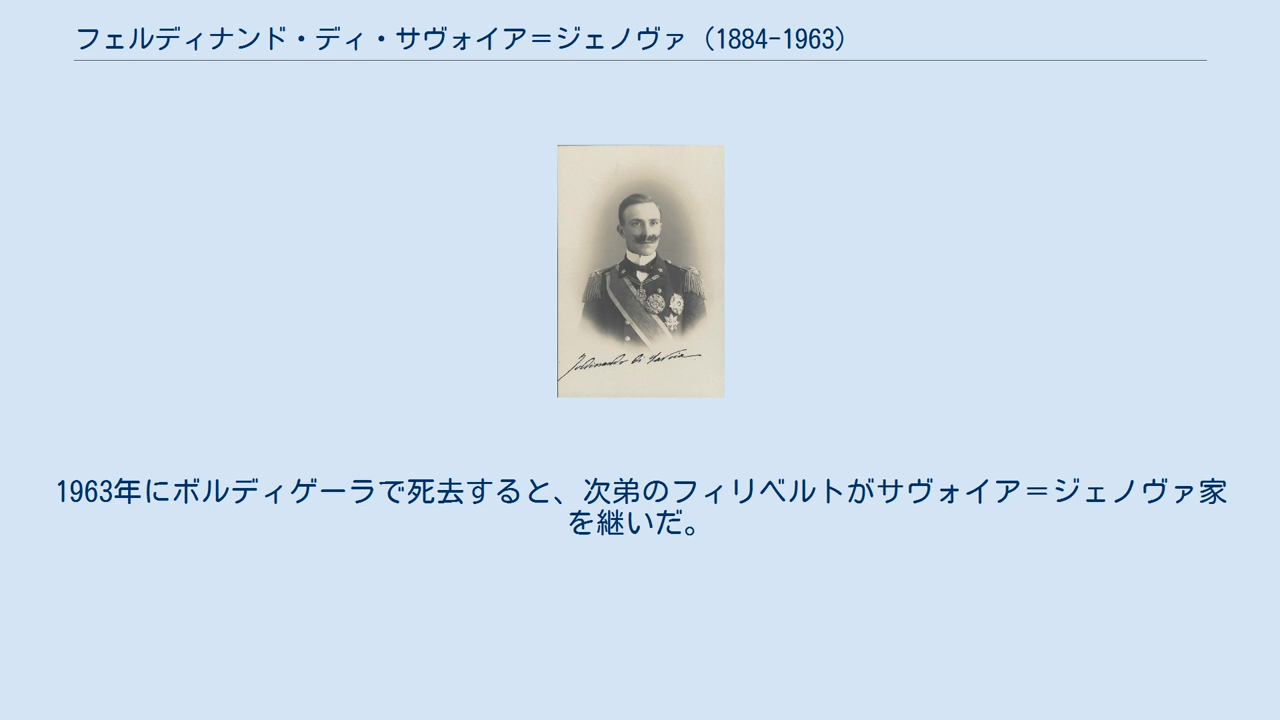 フェルディナンド・ディ・サヴォイア＝ジェノヴァ（1884-1963）
Ferdinando di Savoia
1963年にボルディゲーラで死去すると、次弟のフィリベルトがサヴォイア＝ジェノヴァ家
を継いだ。